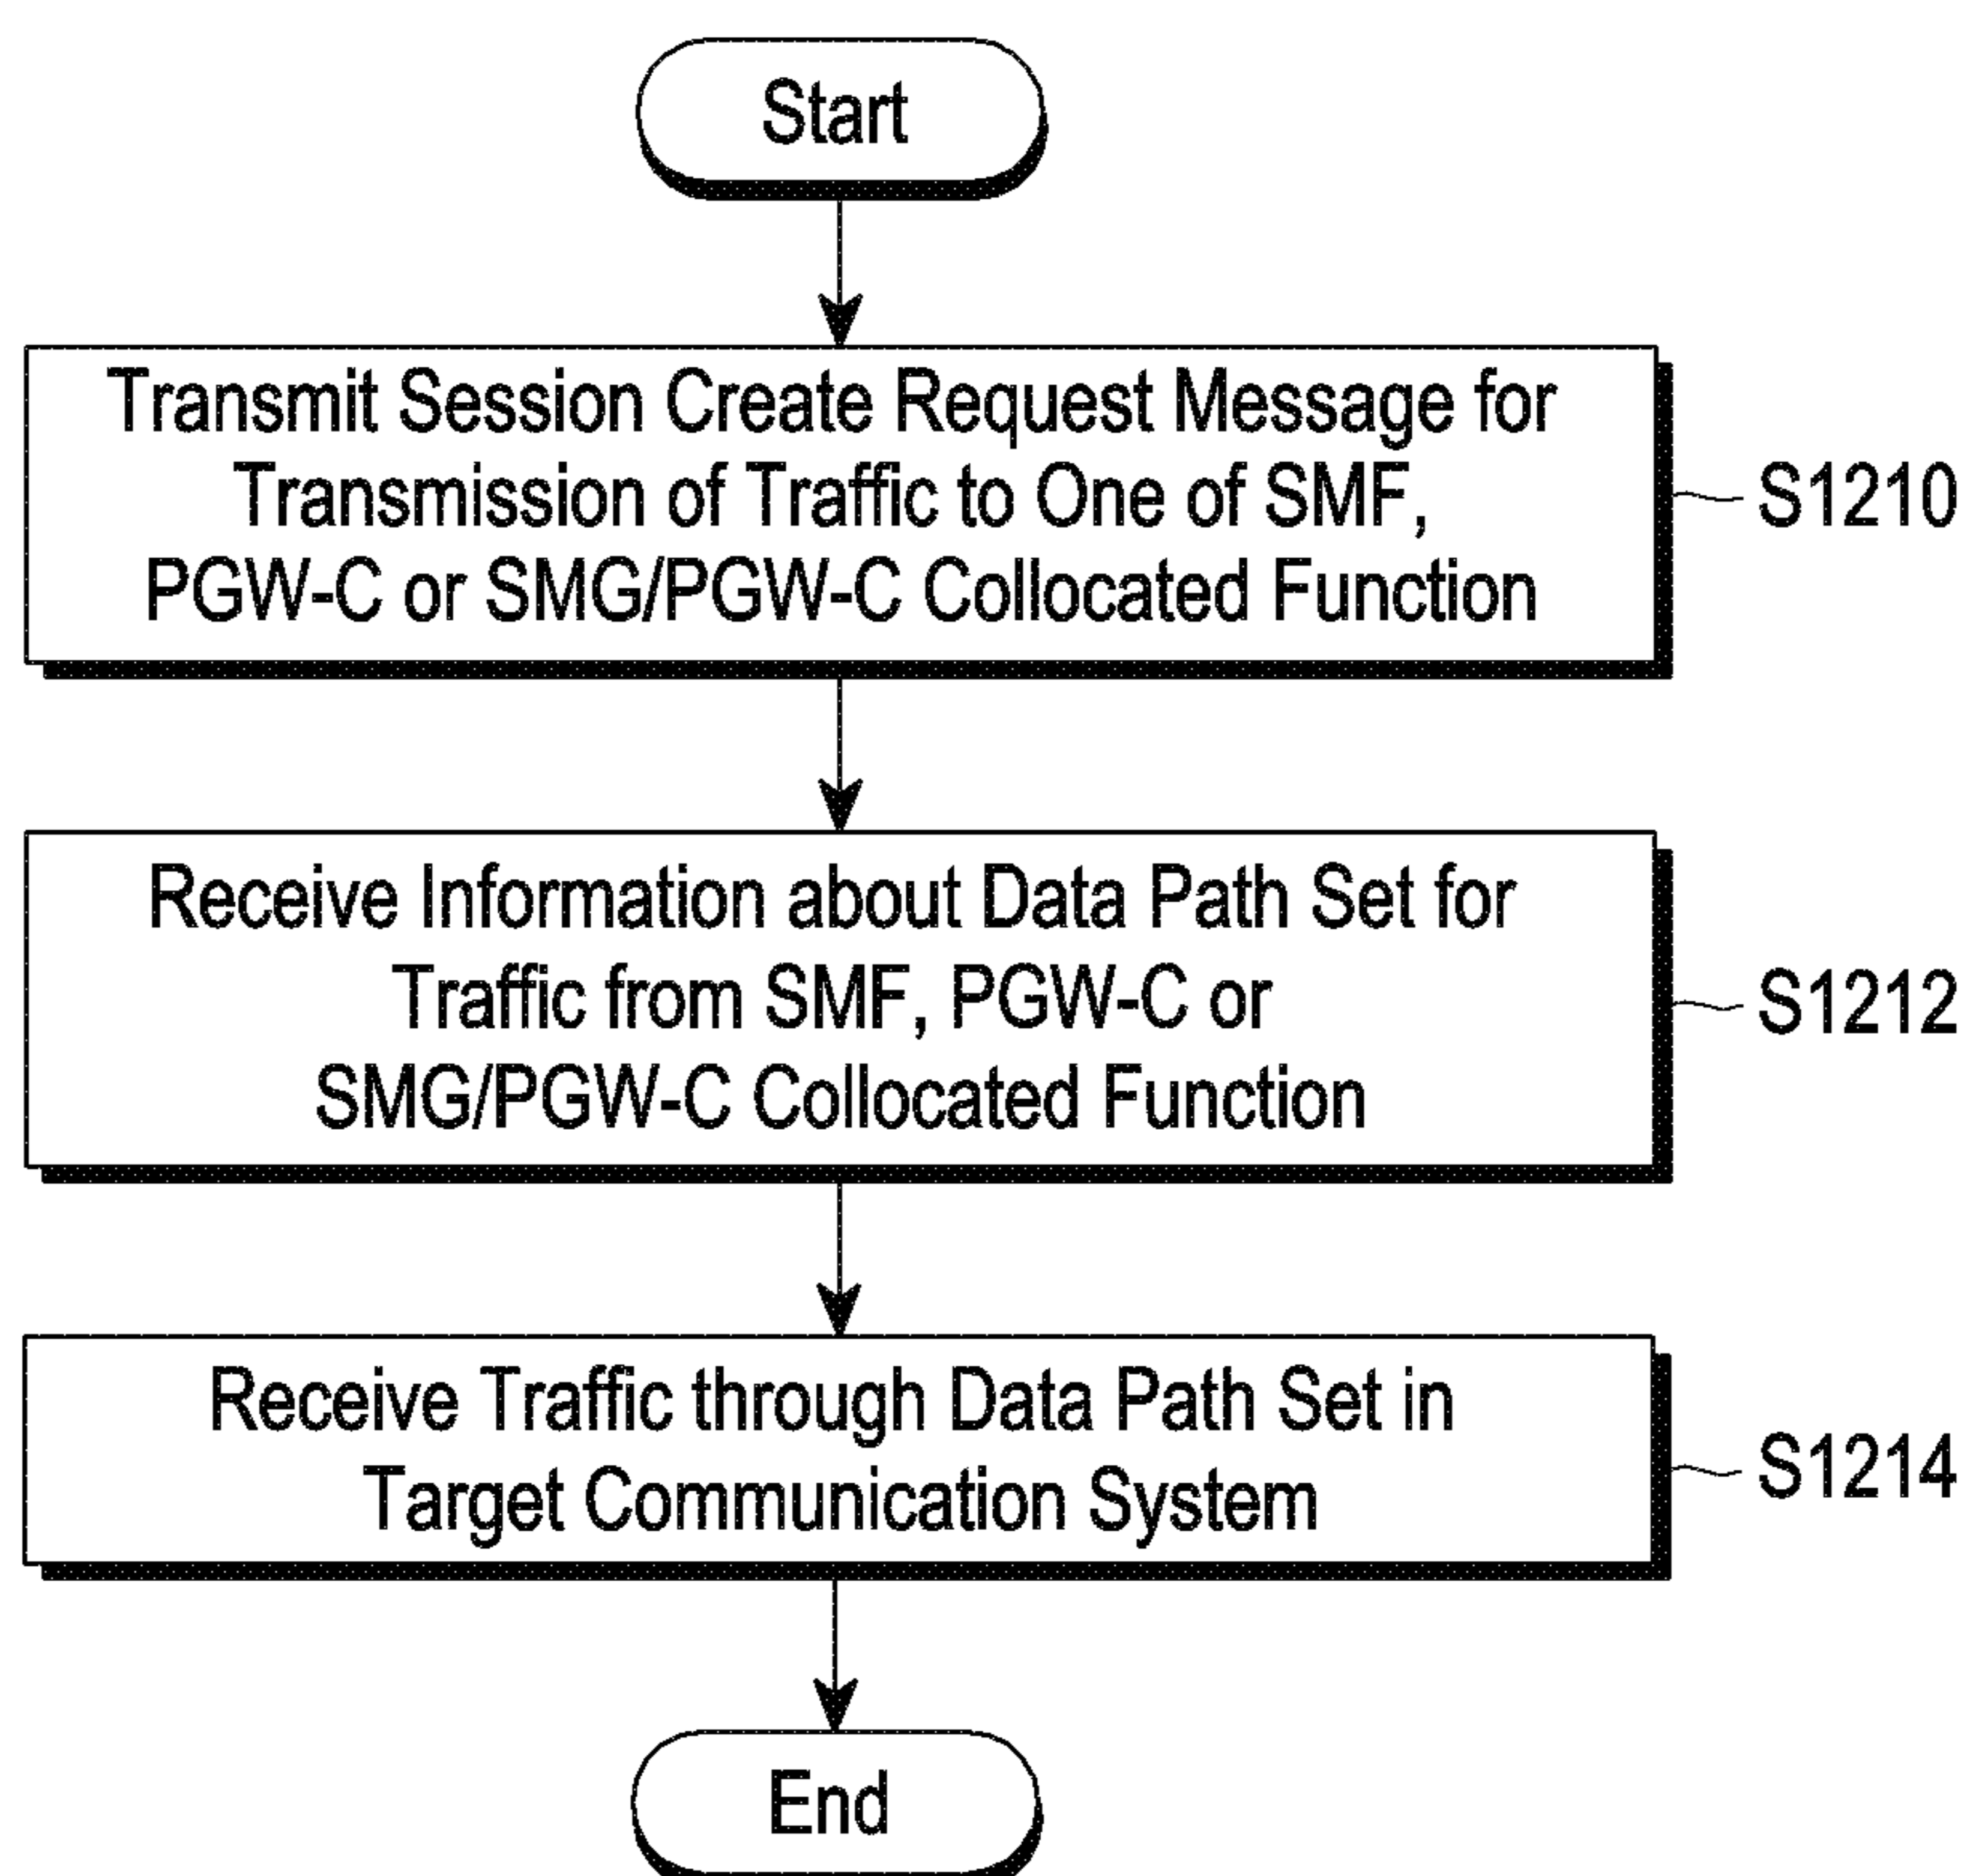 Start
Transmit Session Create Request Message for
Transmission of Traffic to One of SMF,
PGW-C or SMG/PGW-C Collocated Function
S1210
Receive Information about Data Path Set for
Traffic from SMF, PGW-C or
SMG/PGW-C Collocated Function
S1212
Receive Traffic through Data Path Set in
Target Communication System
S1214
End